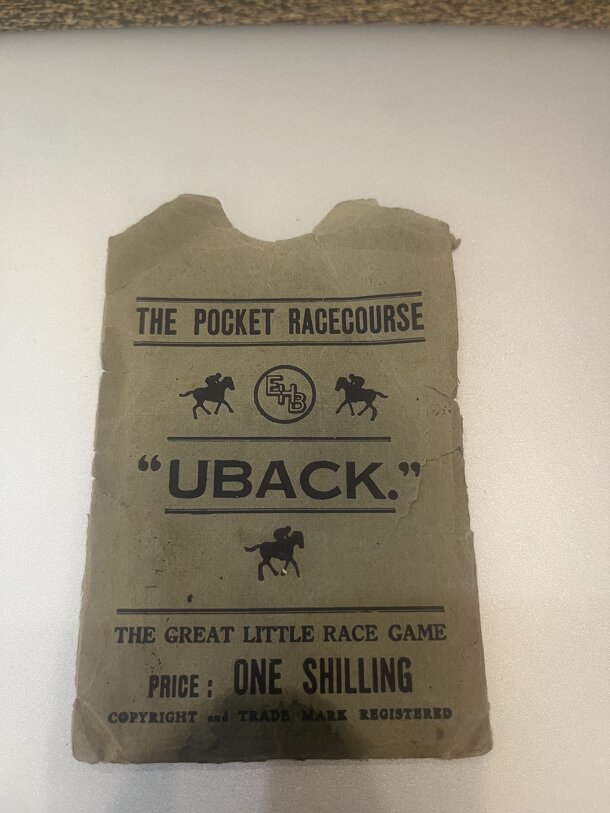 THE POCKET RACECOURSE
EHB
“UBACK.”
THE GREAT LITTLE RACE GAME
PRICE: ONE SHILLING
COPYRIGHT and TRADE MARK REGISTERED